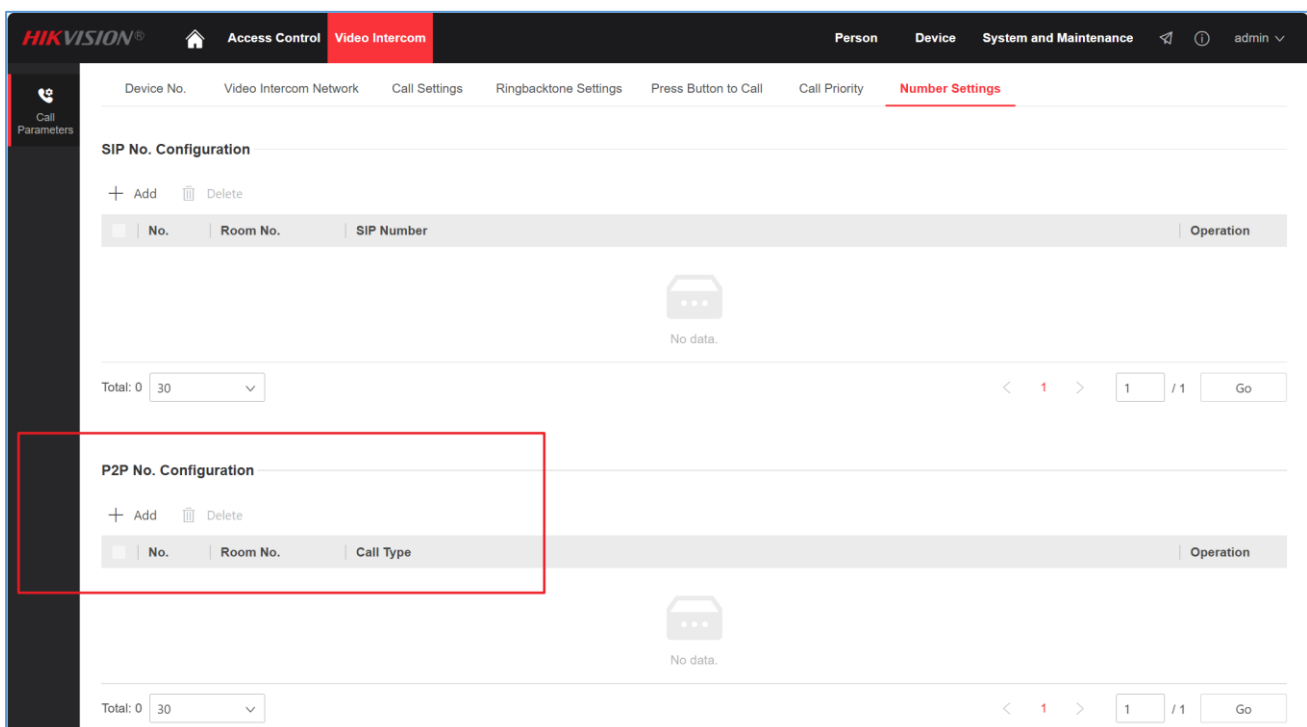 HIKVISION® Access Control Video Intercom Person Device System and Maintenance admin
Call Parameters
Device No. Video Intercom Network Call Settings Ringbacktone Settings Press Button to Call Call Priority Number Settings
SIP No. Configuration
+ Add Delete
No. Room No. SIP Number Operation
No data.
Total: 0 30 < 1 > 1 / 1 Go
P2P No. Configuration
+ Add Delete
No. Room No. Call Type Operation
No data.
Total: 0 30 < 1 > 1 / 1 Go